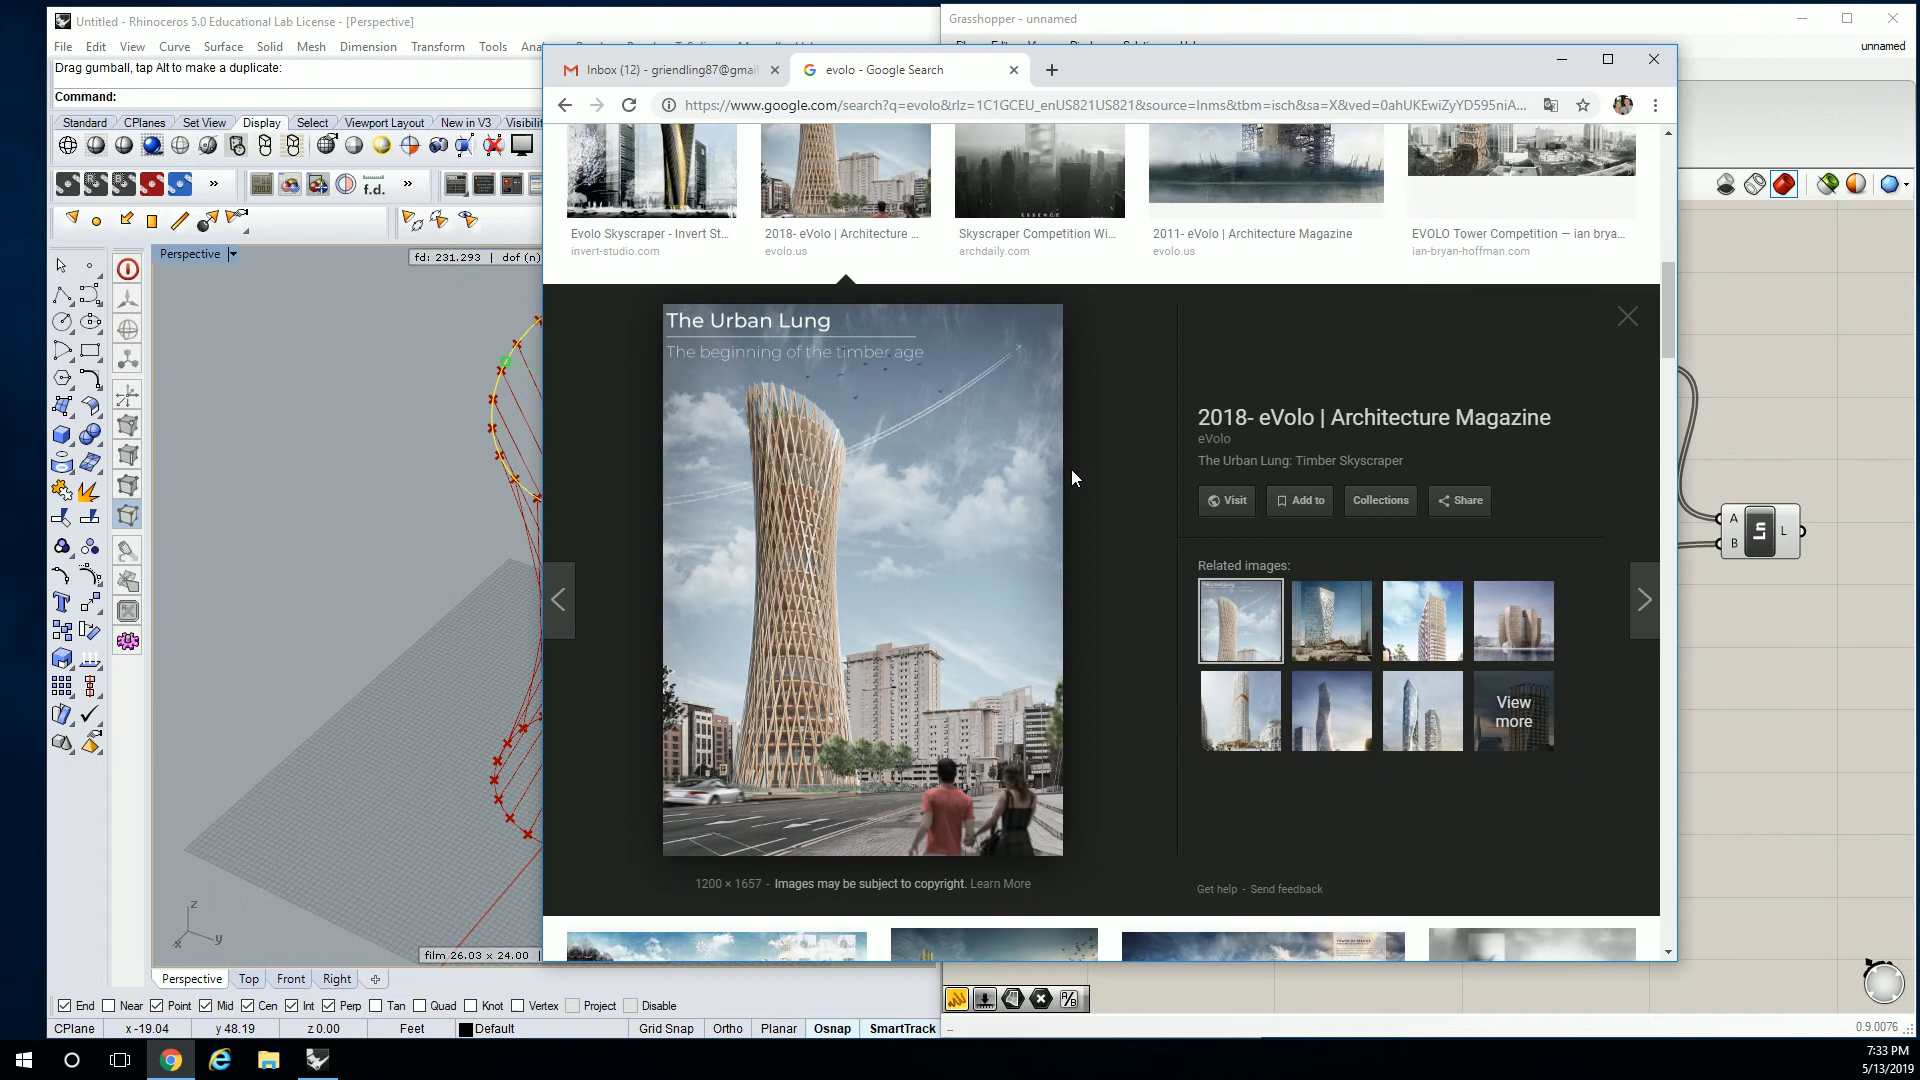 Untitled - Rhinoceros 5.0 Educational Lab License - [Perspective]
File Edit View Curve Surface Solid Mesh Dimension Transform Tools
Drag gumball, tap Alt to make a duplicate:
Command:
Standard CPlanes Set View Display Select Viewport Layout New in V3 Visibili
f.d.
Perspective
fd: 231.293 | dof (n)
film 26.03 x 24.00
z
x
y
Perspective Top Front Right
End Near Point Mid Cen Int Perp Tan Quad Knot Vertex Project Disable
CPlane x -19.04 y 48.19 z 0.00 Feet Default Grid Snap Ortho Planar Osnap SmartTrack
Grasshopper - unnamed
unnamed
A
B
Ln
L
0.9.0076
Inbox (12) - griendling87@gmai
evolo - Google Search
https://www.google.com/search?q=evolo&rlz=1C1GCEU_enUS821US821&source=lnms&tbm=isch&sa=X&ved=0ahUKEwiZyYD595niA...
ESSENCE
Evolo Skyscraper - Invert St...
invert-studio.com
2018- eVolo | Architecture ...
evolo.us
Skyscraper Competition Wi...
archdaily.com
2011- eVolo | Architecture Magazine
evolo.us
EVOLO Tower Competition — ian brya...
ian-bryan-hoffman.com
The Urban Lung
The beginning of the timber age
2018- eVolo | Architecture Magazine
eVolo
The Urban Lung: Timber Skyscraper
Visit Add to Collections Share
Related images:
View
more
1200 × 1657 - Images may be subject to copyright. Learn More
Get help - Send feedback
7:33 PM
5/13/2019